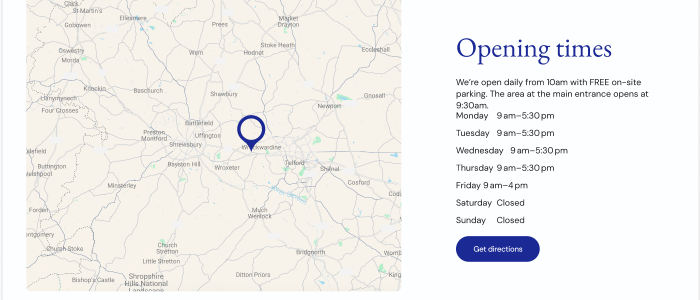 Clark
St-Martin's
Ellesmere
Gobowen
Prees
Market
Drayton
Eccleshall
Stoke Heath
Oswestry
Wem
Hodnet
Morda
Knockin
Baschurch
Shawbury
Gnosall
Llanymynech
Newport
Four Crosses
Battlefield
Preston
Montford
Uffington
Shrewsbury
Wrockwardine
Bayston Hill
Telford
Wroxeter
Shifnal
Buttington
Welshpool
Minsterley
Cosford
Forden
Much
Wenlock
Montgomery
Church-Stoke
Church
Stretton
Bridgnorth
Little Stretton
Shropshire
Hills National
Landscape
Bishop's Castle
Ditton Priors
King
Opening times
We're open daily from 10am with FREE on-site
parking. The area at the main entrance opens at
9:30am.
Monday 9 am–5:30 pm
Tuesday 9 am–5:30 pm
Wednesday 9 am–5:30 pm
Thursday 9 am–5:30 pm
Friday 9 am–4 pm
Saturday Closed
Sunday Closed
Get directions